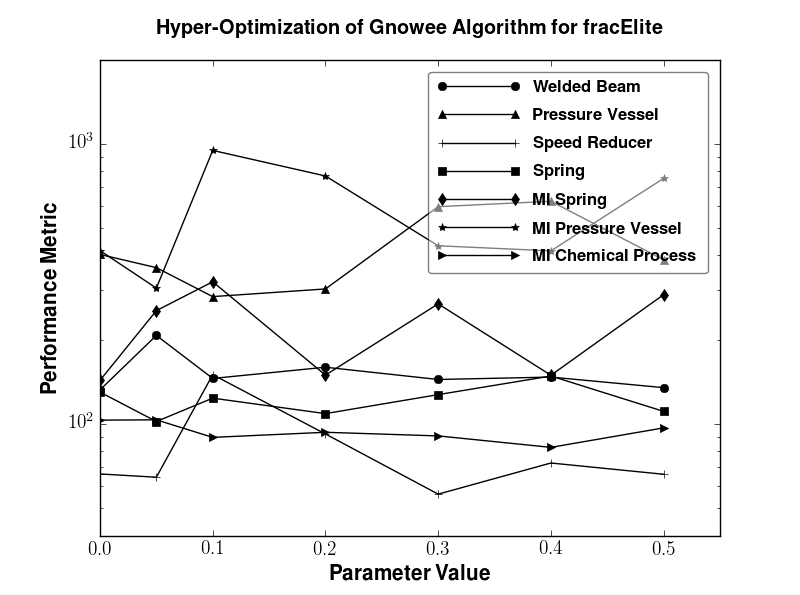 Hyper-Optimization of Gnowee Algorithm for fracElite
Welded Beam
Pressure Vessel
Speed Reducer
Spring
MI Spring
MI Pressure Vessel
MI Chemical Process
10³
10²
Performance Metric
0.0 0.1 0.2 0.3 0.4 0.5
Parameter Value